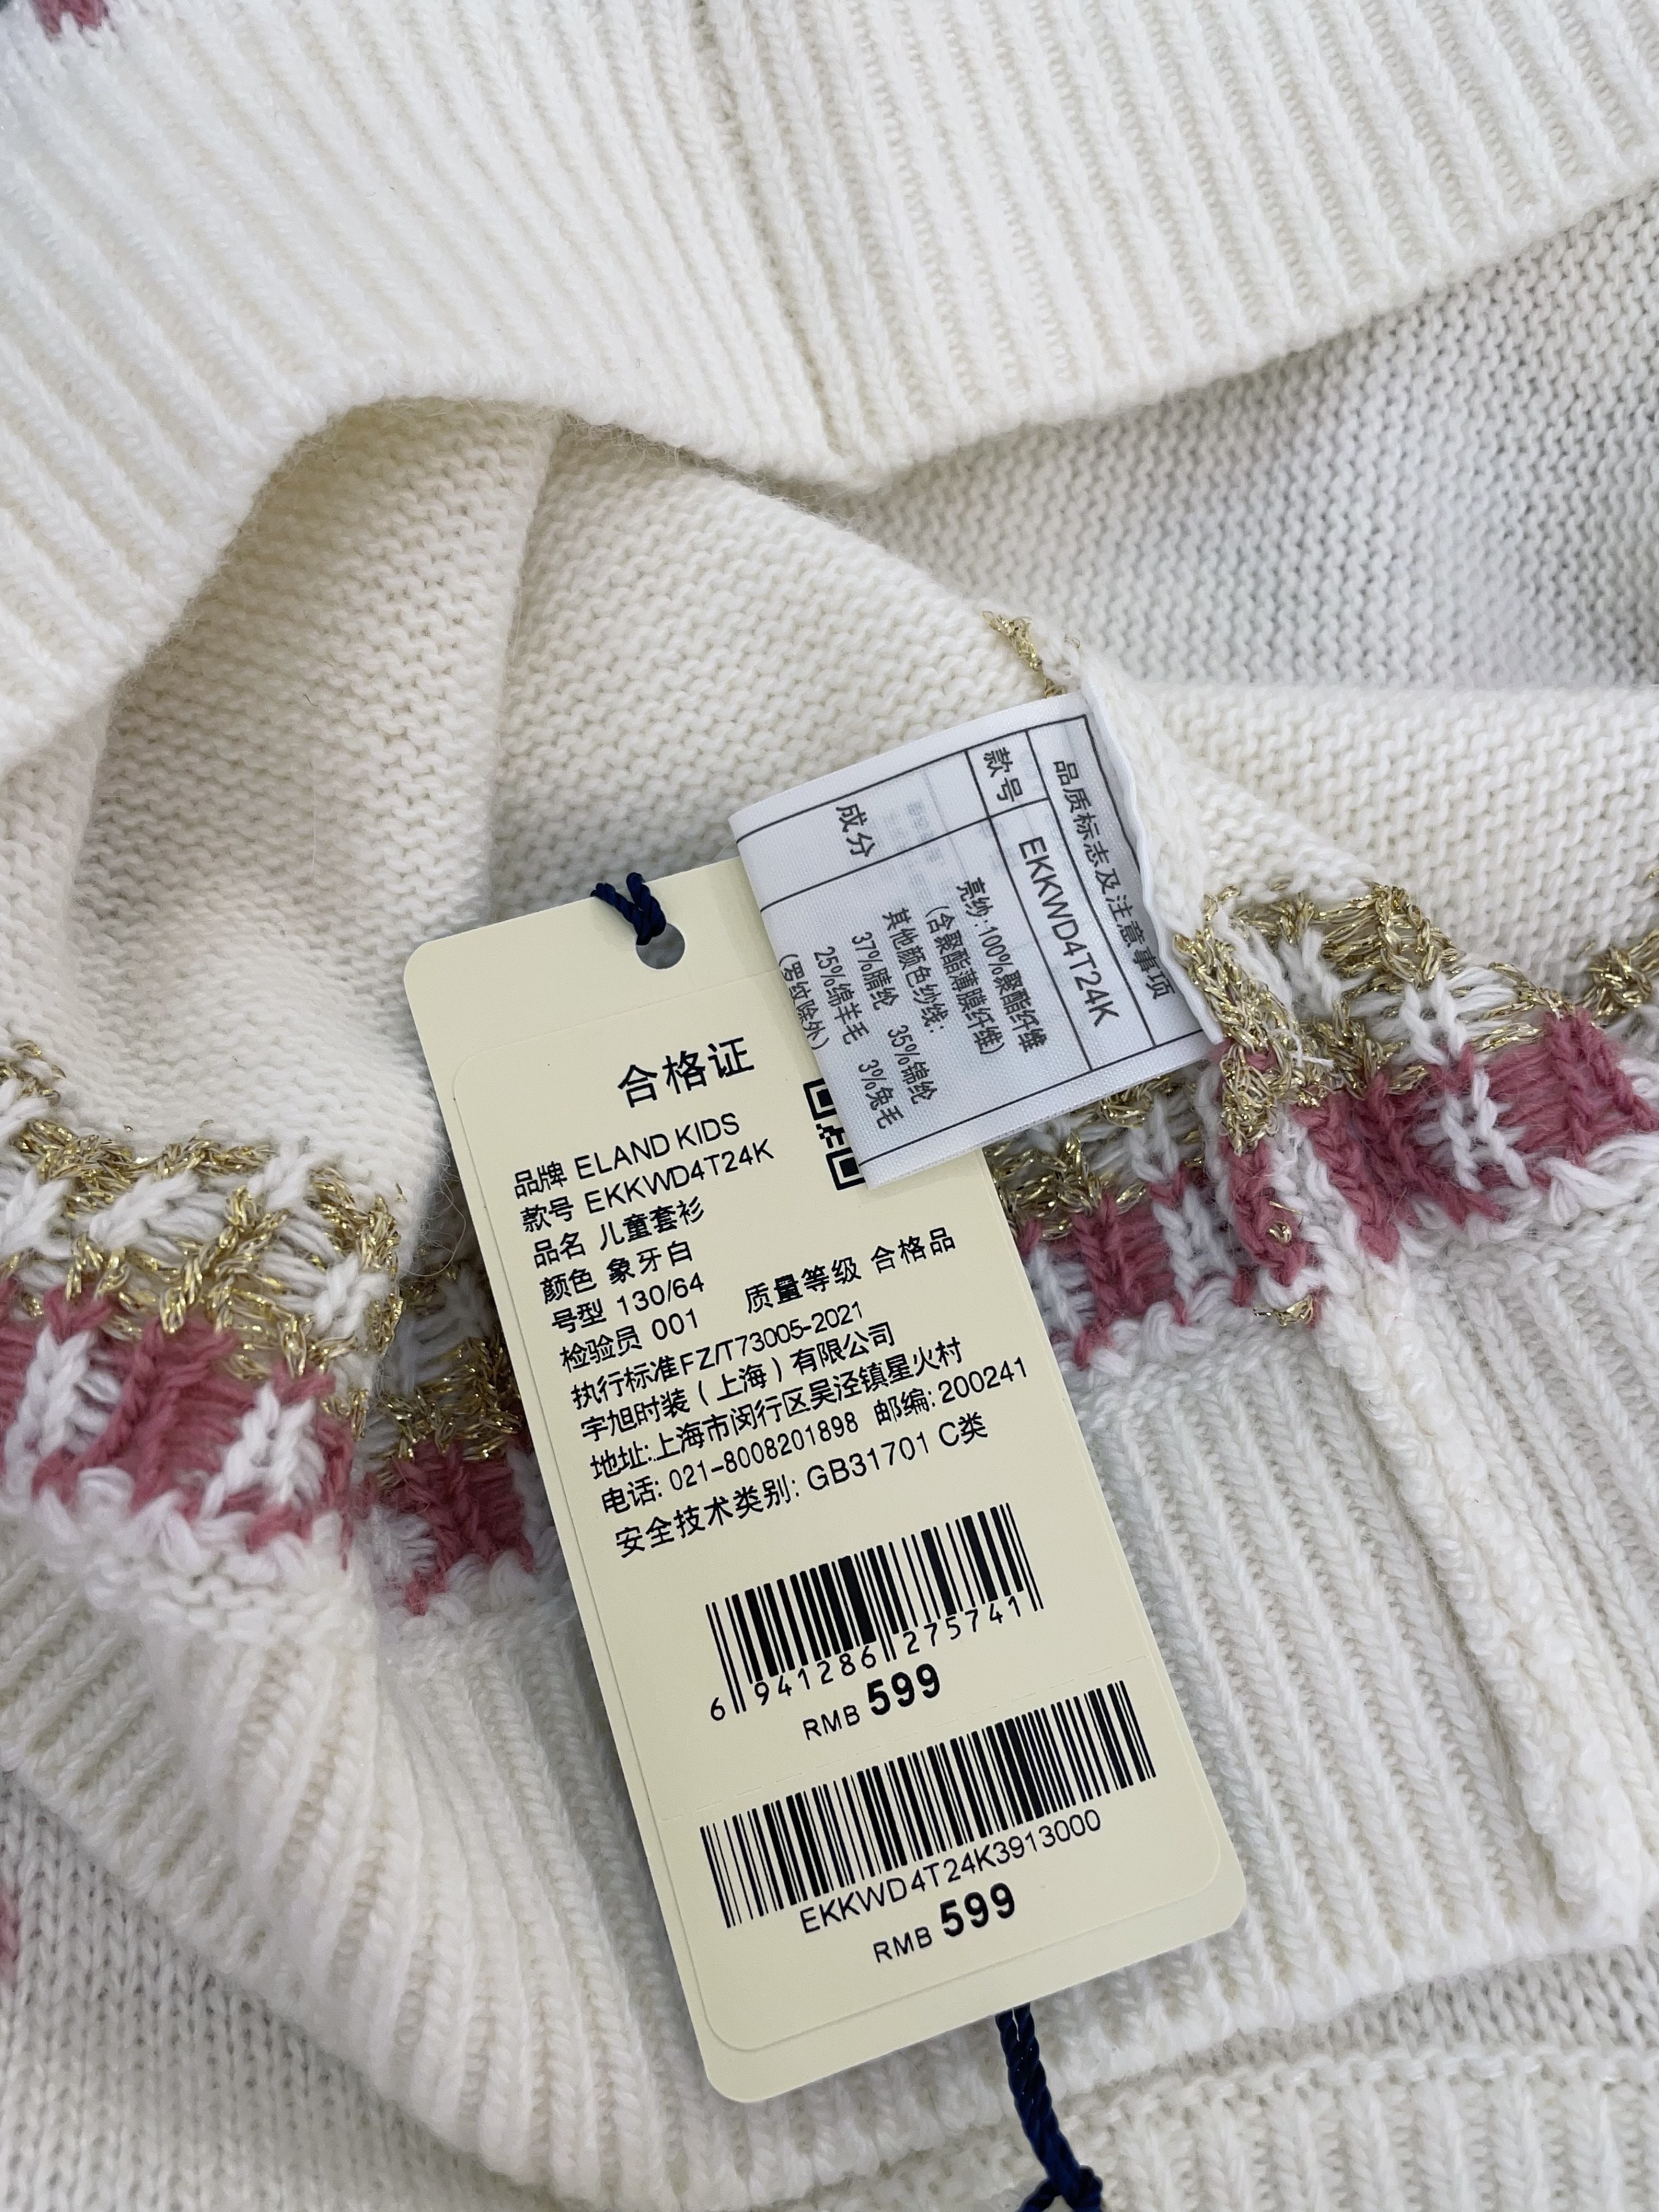 品质标志及注意事项
款号 EKKWD4T24K
成分
亮纱:100%聚酯纤维
(含聚酯薄膜纤维)
其他颜色纱线:
37%腈纶 35%锦纶
25%绵羊毛 3%兔毛
(罗纹除外)
合格证
品牌 ELAND KIDS
款号 EKKWD4T24K
品名 儿童套衫
颜色 象牙白
号型 130/64
检验员 001 质量等级 合格品
执行标准FZ/T73005-2021
宇旭时装(上海)有限公司
地址:上海市闵行区吴泾镇星火村
电话: 021-8008201898 邮编:200241
安全技术类别: GB31701 C类
6 941286 275741
RMB 599
EKKWD4T24K3913000
RMB 599